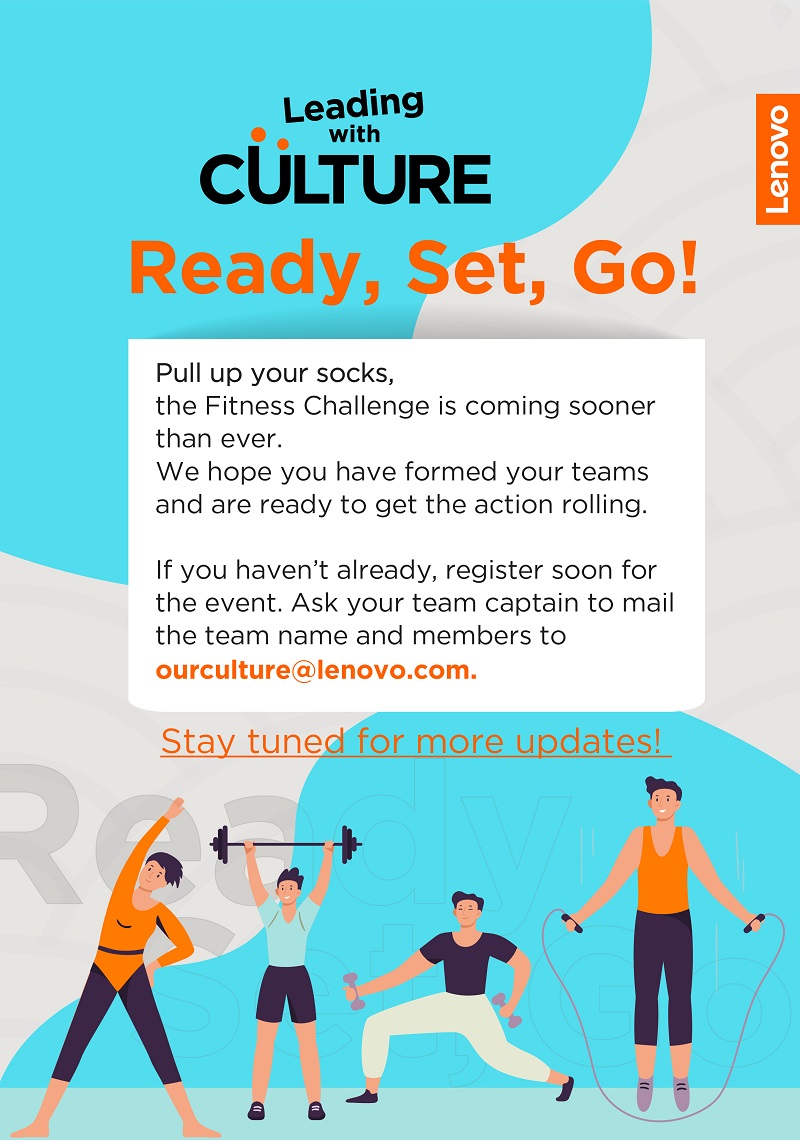 Leading
with
CÜLTURE
Lenovo
Ready, Set, Go!
Pull up your socks,
the Fitness Challenge is coming sooner
than ever.
We hope you have formed your teams
and are ready to get the action rolling.
If you haven't already, register soon for
the event. Ask your team captain to mail
the team name and members to
ourculture@lenovo.com.
Stay tuned for more updates!
Ready
Set, Go